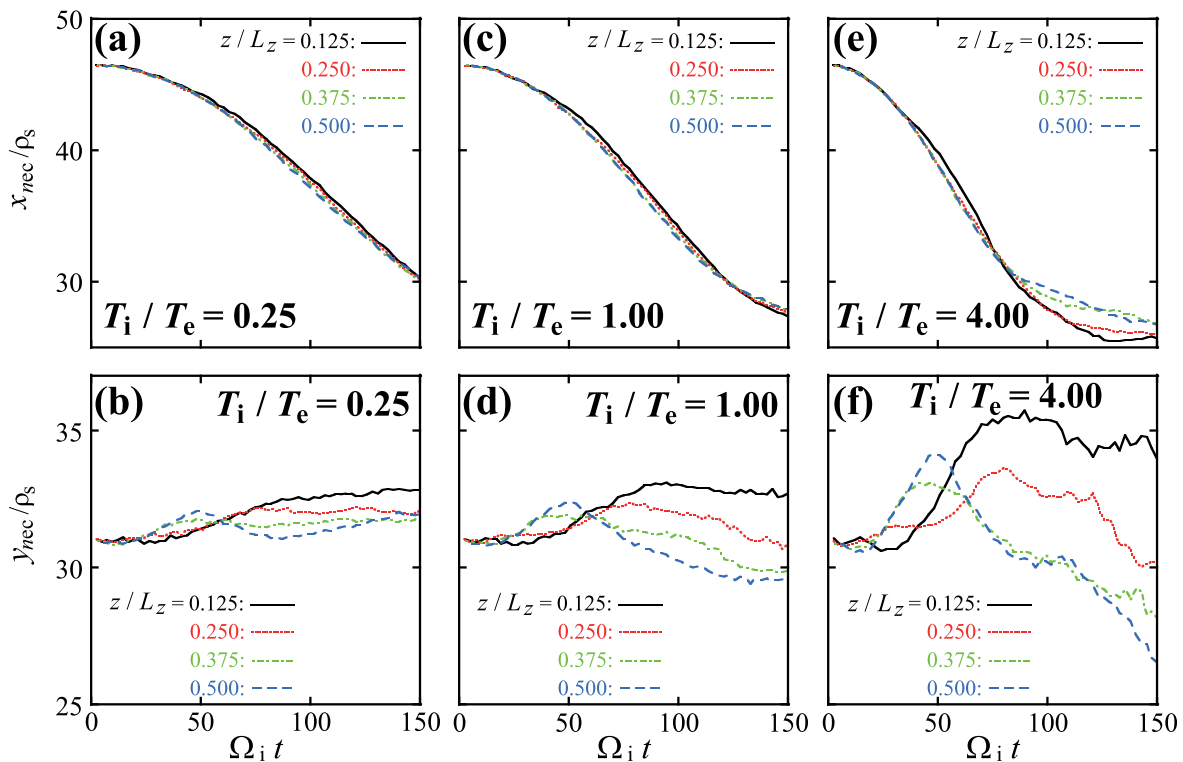 (a)
z / L_z = 0.125:
0.250:
0.375:
0.500:
T_i / T_e = 0.25
50
40
30
x_nec / ρ_s
(c)
z / L_z = 0.125:
0.250:
0.375:
0.500:
T_i / T_e = 1.00
(e)
z / L_z = 0.125:
0.250:
0.375:
0.500:
T_i / T_e = 4.00
(b)
T_i / T_e = 0.25
z / L_z = 0.125:
0.250:
0.375:
0.500:
35
30
25
y_nec / ρ_s
0 50 100 150
Ω_i t
(d)
T_i / T_e = 1.00
z / L_z = 0.125:
0.250:
0.375:
0.500:
0 50 100 150
Ω_i t
(f)
T_i / T_e = 4.00
z / L_z = 0.125:
0.250:
0.375:
0.500:
0 50 100 150
Ω_i t